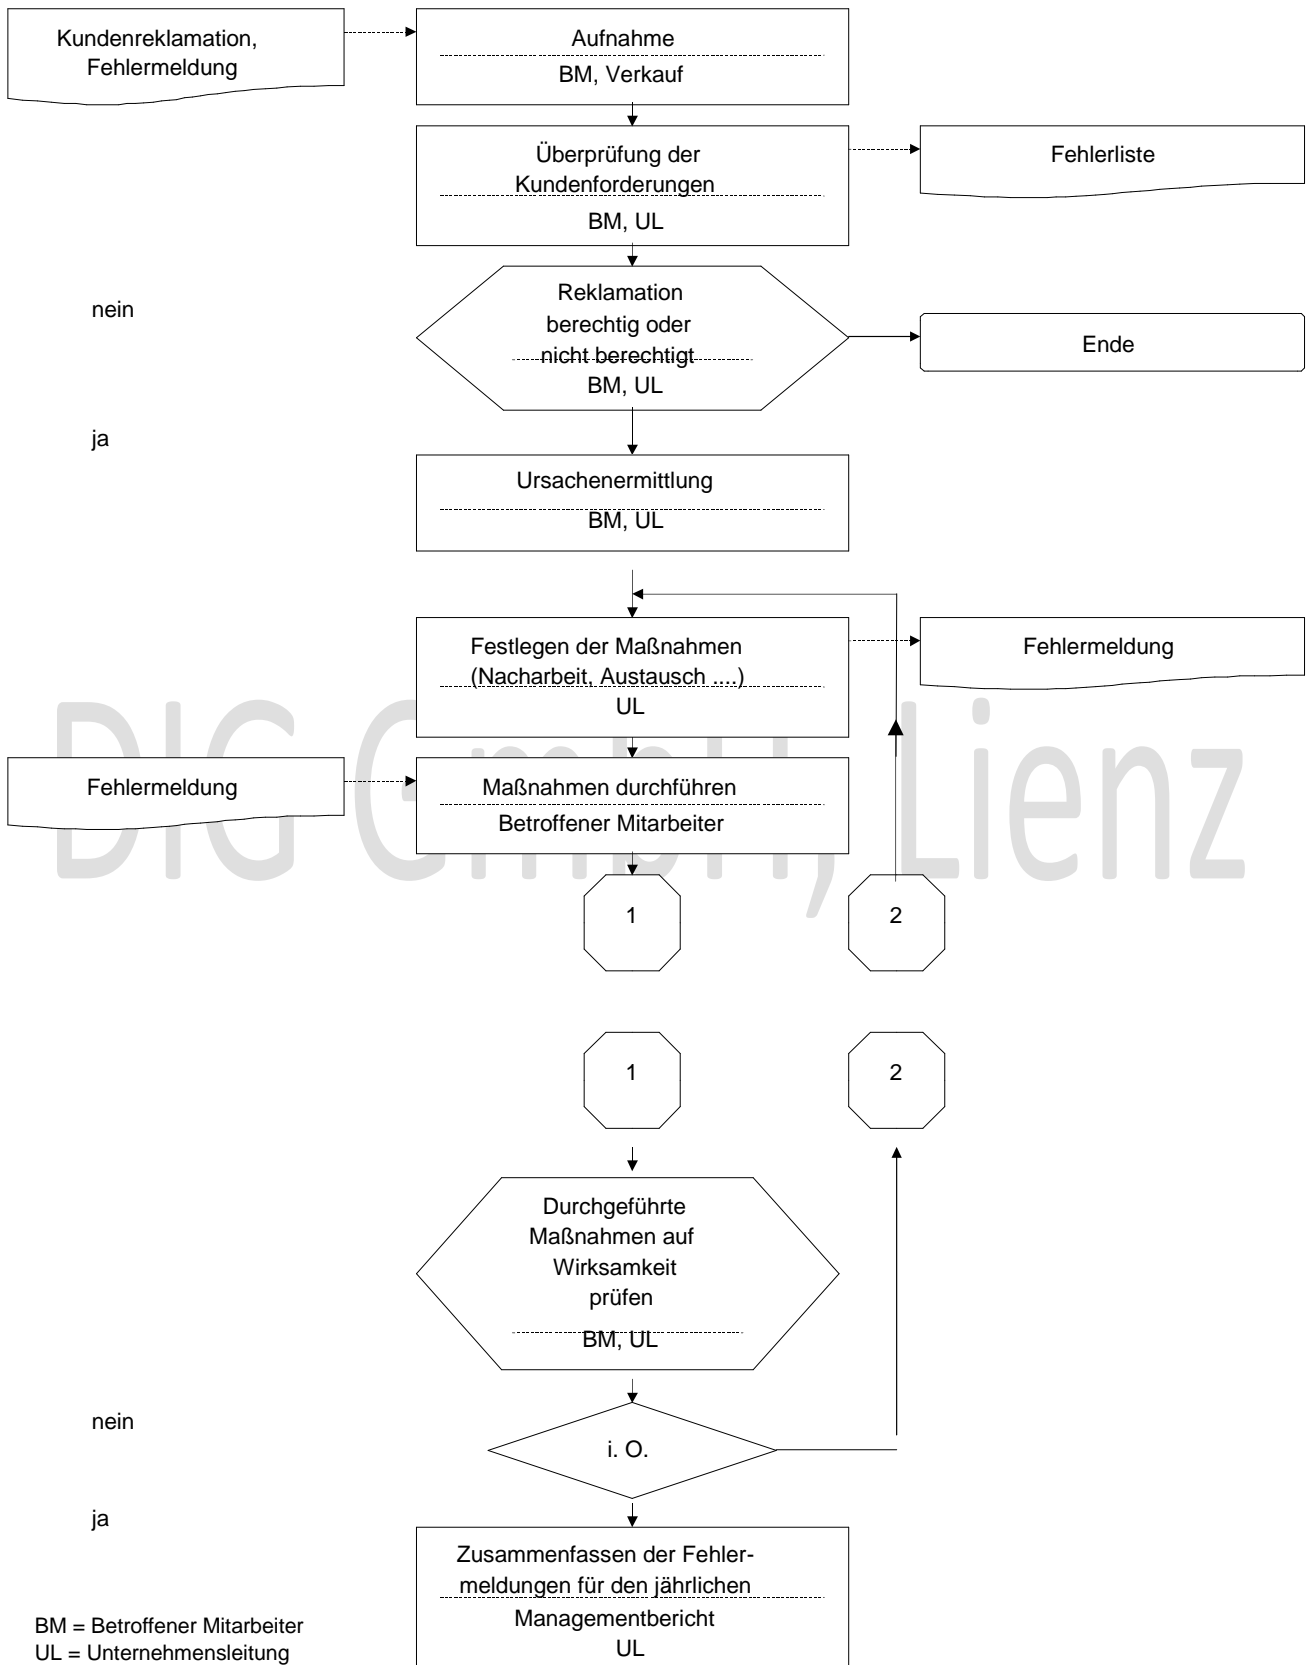 Kundenreklamation,
Fehlermeldung
Aufnahme
BM, Verkauf
Überprüfung der
Kundenforderungen
BM, UL
Fehlerliste
nein
Reklamation
berechtig oder
nicht berechtigt
BM, UL
Ende
ja
Ursachenermittlung
BM, UL
Festlegen der Maßnahmen
(Nacharbeit, Austausch ....)
UL
Fehlermeldung
DIG GmbH, Lienz
Fehlermeldung
Maßnahmen durchführen
Betroffener Mitarbeiter
1
2
1
2
Durchgeführte
Maßnahmen auf
Wirksamkeit
prüfen
BM, UL
nein
i. O.
ja
Zusammenfassen der Fehler-
meldungen für den jährlichen
Managementbericht
UL
BM = Betroffener Mitarbeiter
UL = Unternehmensleitung